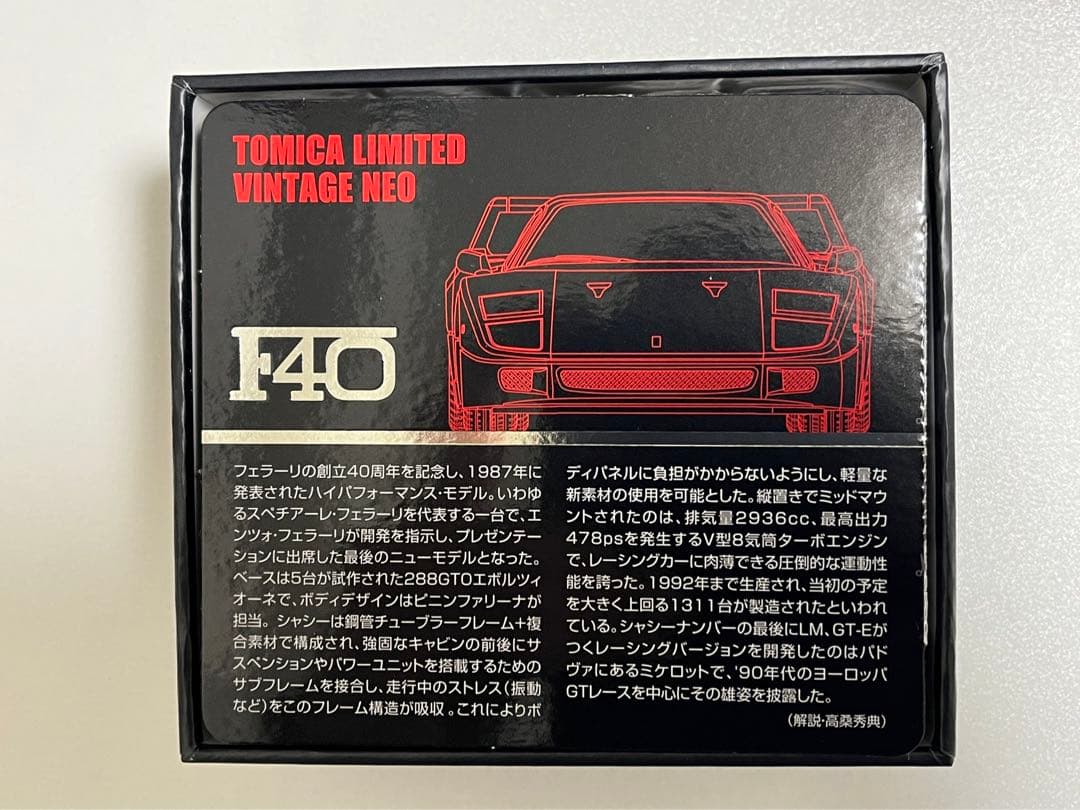 TOMICA LIMITED
VINTAGE NEO
F40
フェラーリの創立40周年を記念し、1987年に
発表されたハイパフォーマンス・モデル。いわゆ
るスペチアーレ・フェラーリを代表する一台で、エ
ンツォ・フェラーリが開発を指示し、プレゼンテー
ションに出席した最後のニューモデルとなった。
ベースは5台が試作された288GTOエボルツィ
オーネで、ボディデザインはピニンファリーナが
担当。シャシーは鋼管チューブラーフレーム+複
合素材で構成され、強固なキャビンの前後にサ
スペンションやパワーユニットを搭載するための
サブフレームを接合し、走行中のストレス(振動
など)をこのフレーム構造が吸収。これによりボ
ディパネルに負担がかからないようにし、軽量な
新素材の使用を可能とした。縦置きでミッドマウ
ントされたのは、排気量2936cc、最高出力
478psを発生するV型8気筒ターボエンジン
で、レーシングカーに肉薄できる圧倒的な運動性
能を誇った。1992年まで生産され、当初の予定
を大きく上回る1311台が製造されたといわれ
ている。シャシーナンバーの最後にLM、GT-Eが
つくレーシングバージョンを開発したのはパド
ヴァにあるミケロットで、'90年代のヨーロッパ
GTレースを中心にその雄姿を披露した。
(解説・高桑秀典)